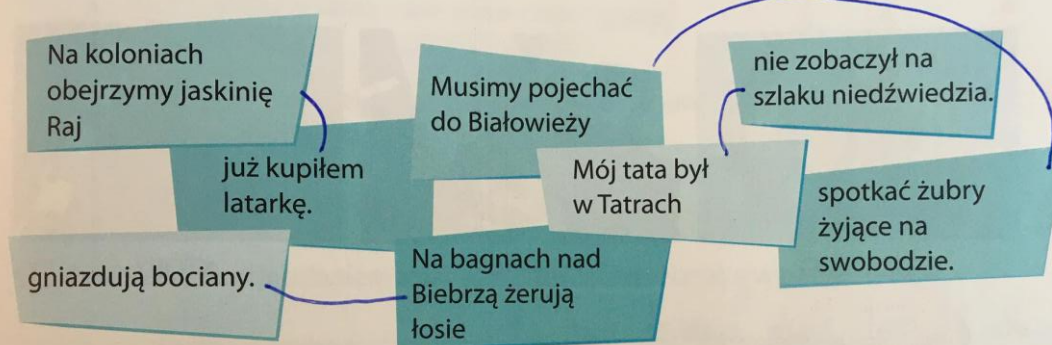 Na koloniach
obejrzymy jaskinię
Raj
już kupiłem
latarkę.
Musimy pojechać
do Białowieży
nie zobaczył na
szlaku niedźwiedzia.
Mój tata był
w Tatrach
spotkać żubry
żyjące na
swobodzie.
gniazdują bociany.
Na bagnach nad
Biebrzą żerują
łosie